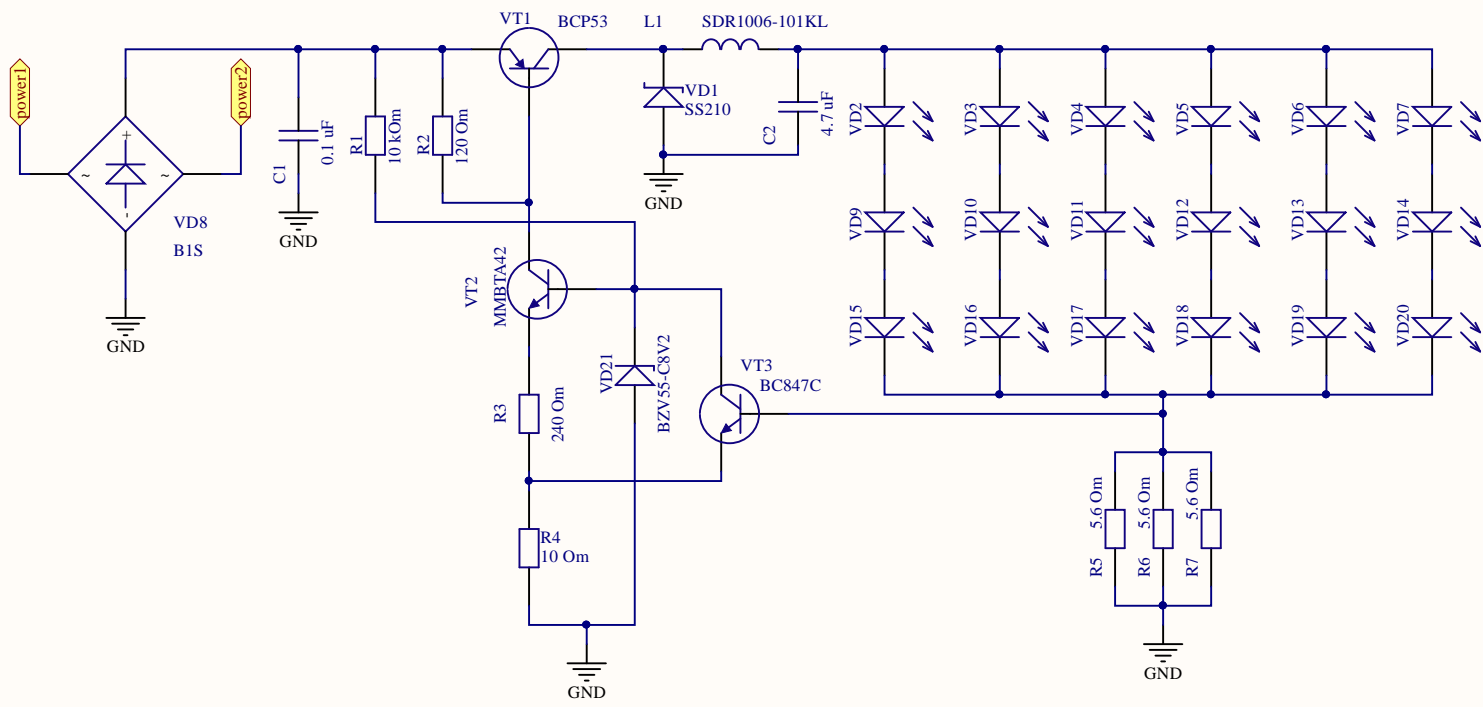 VT1 BCP53 L1 SDR1006-101KL
power1
power2
+
~ ~
-
VD8
B1S
GND
C1
0.1 uF
GND
R1
10 kOm
R2
120 Om
VD1
SS210
C2
4.7 uF
GND
VD2
VD3
VD4
VD5
VD6
VD7
VD9
VD10
VD11
VD12
VD13
VD14
VD15
VD16
VD17
VD18
VD19
VD20
VT2
MMBTA42
VD21
BZV55-C8V2
VT3
BC847C
R3
240 Om
R4
10 Om
GND
R5
5.6 Om
R6
5.6 Om
R7
5.6 Om
GND